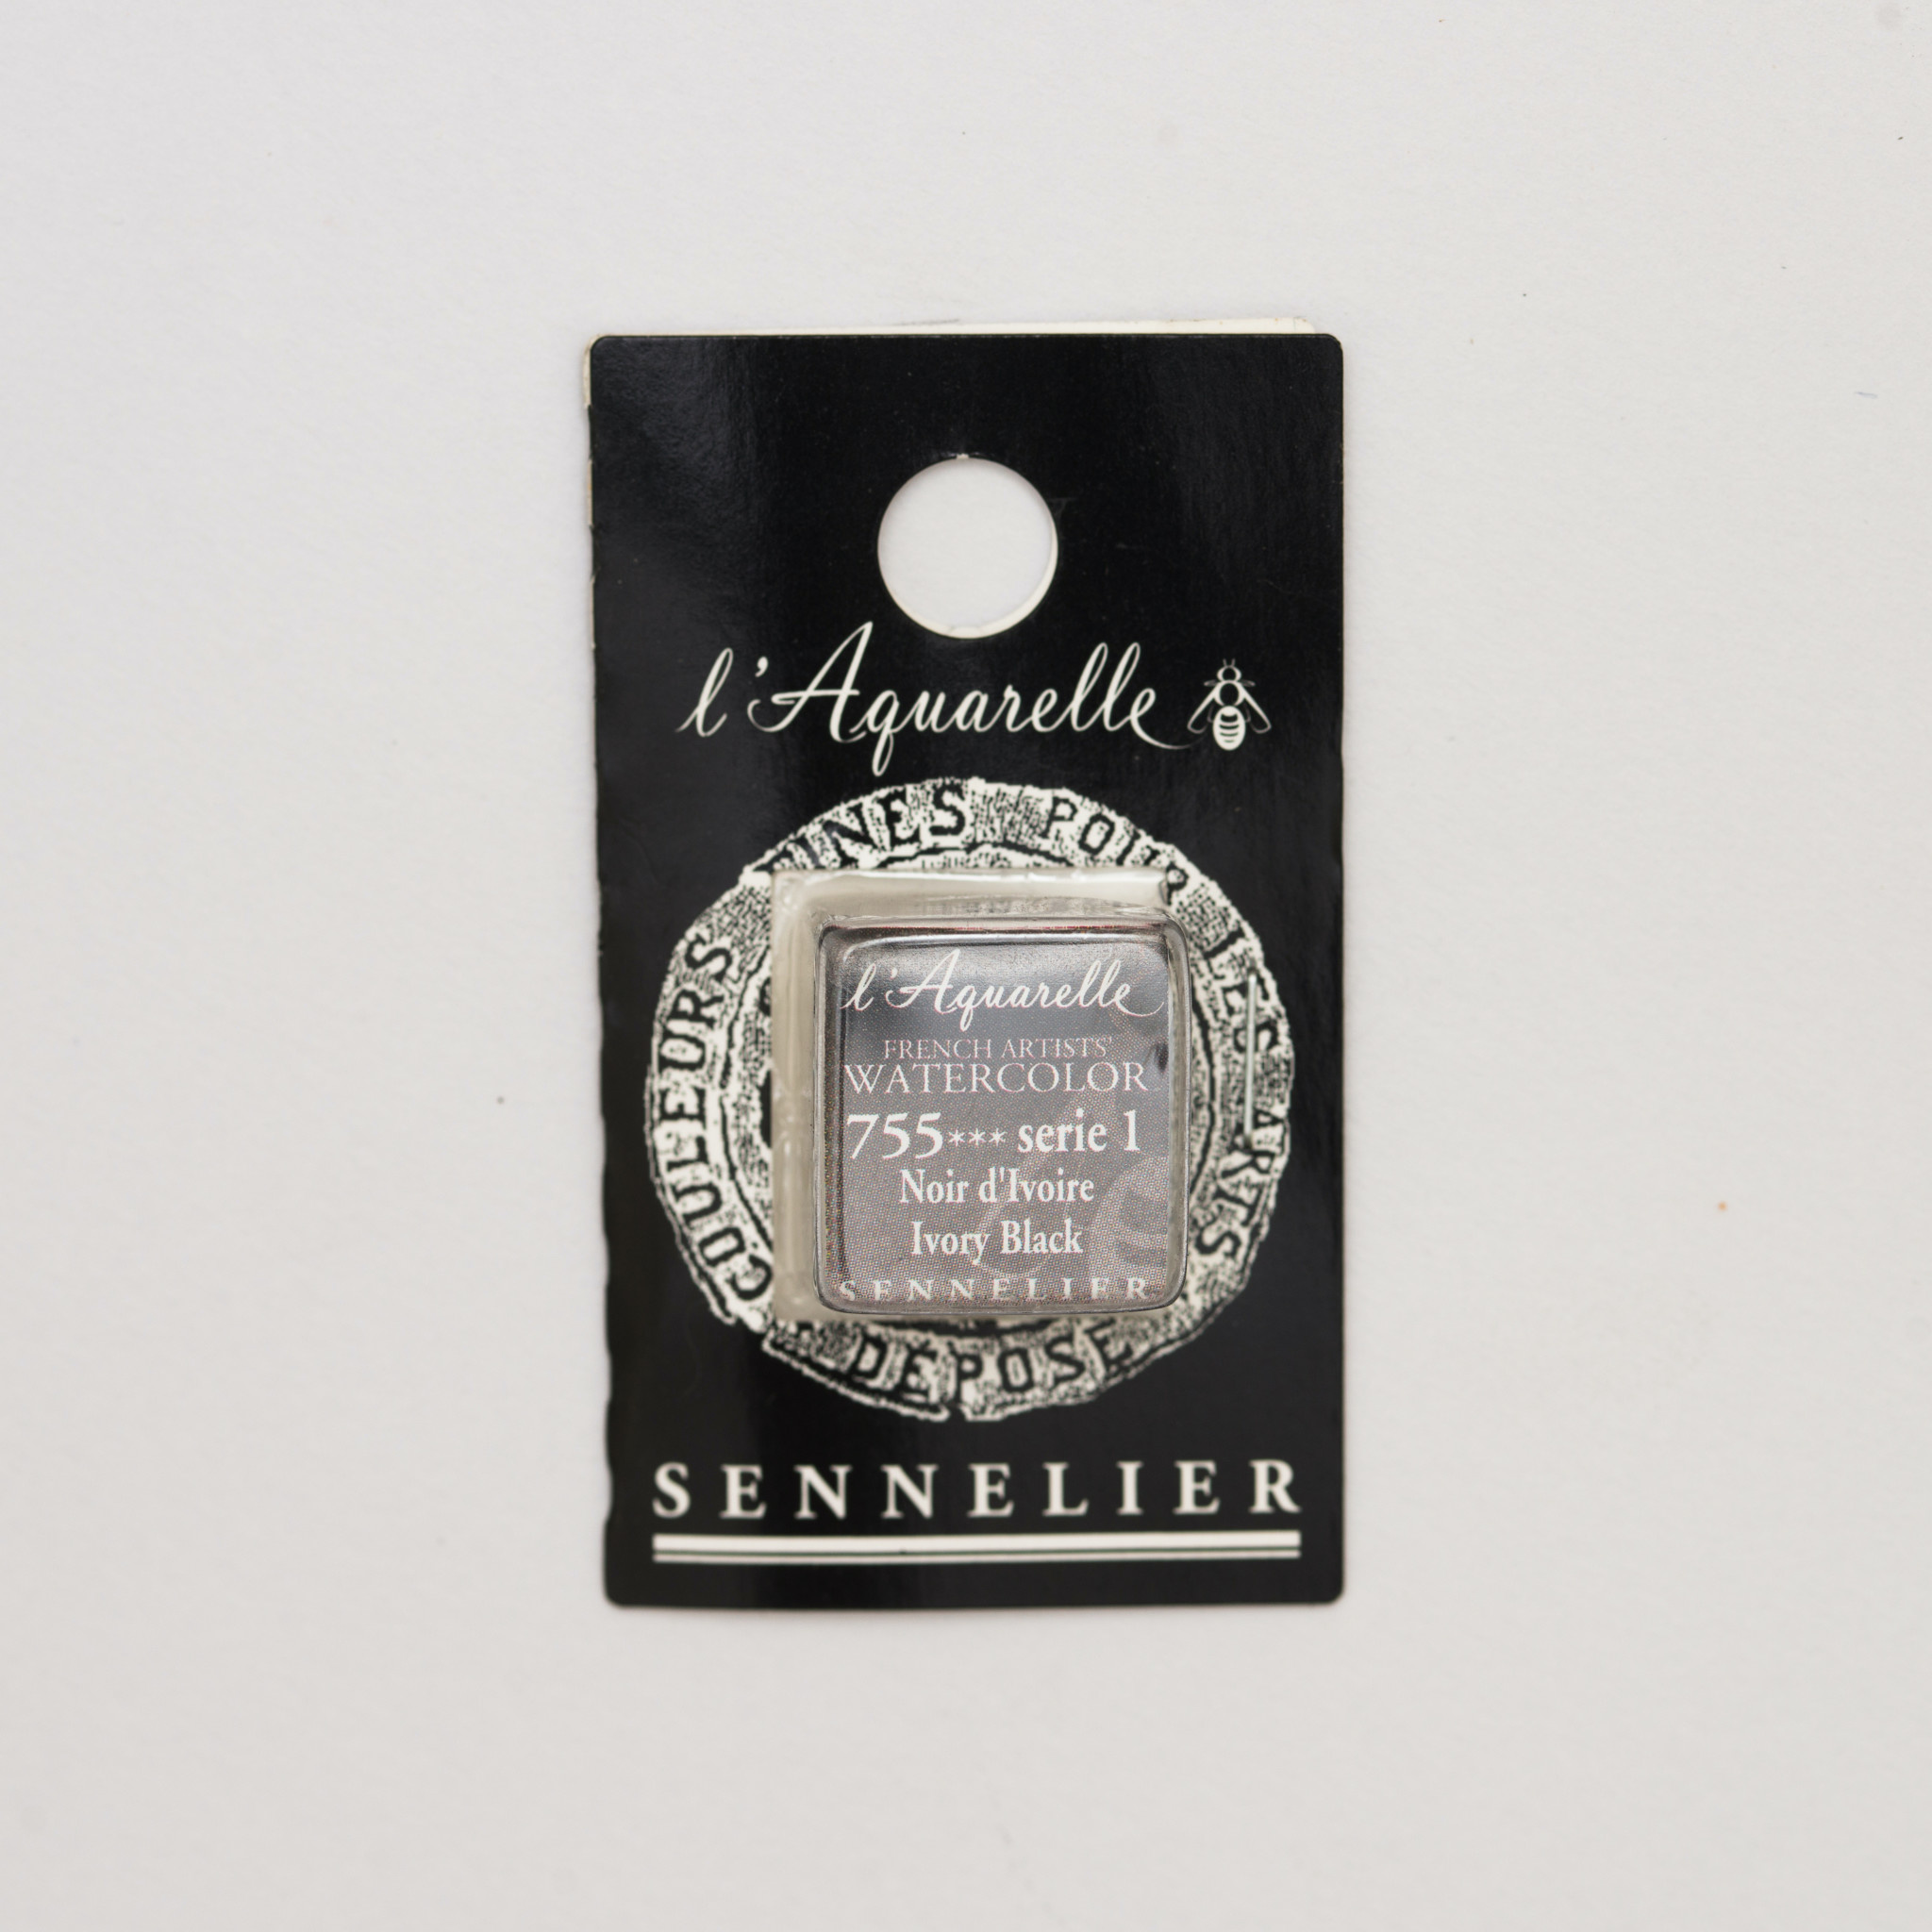 l'Aquarelle
COULEURS FINES POUR LES ARTS
l'Aquarelle
FRENCH ARTISTS'
WATERCOLOR
755*** serie 1
Noir d'Ivoire
Ivory Black
SENNELIER
DÉPOSÉ
SENNELIER